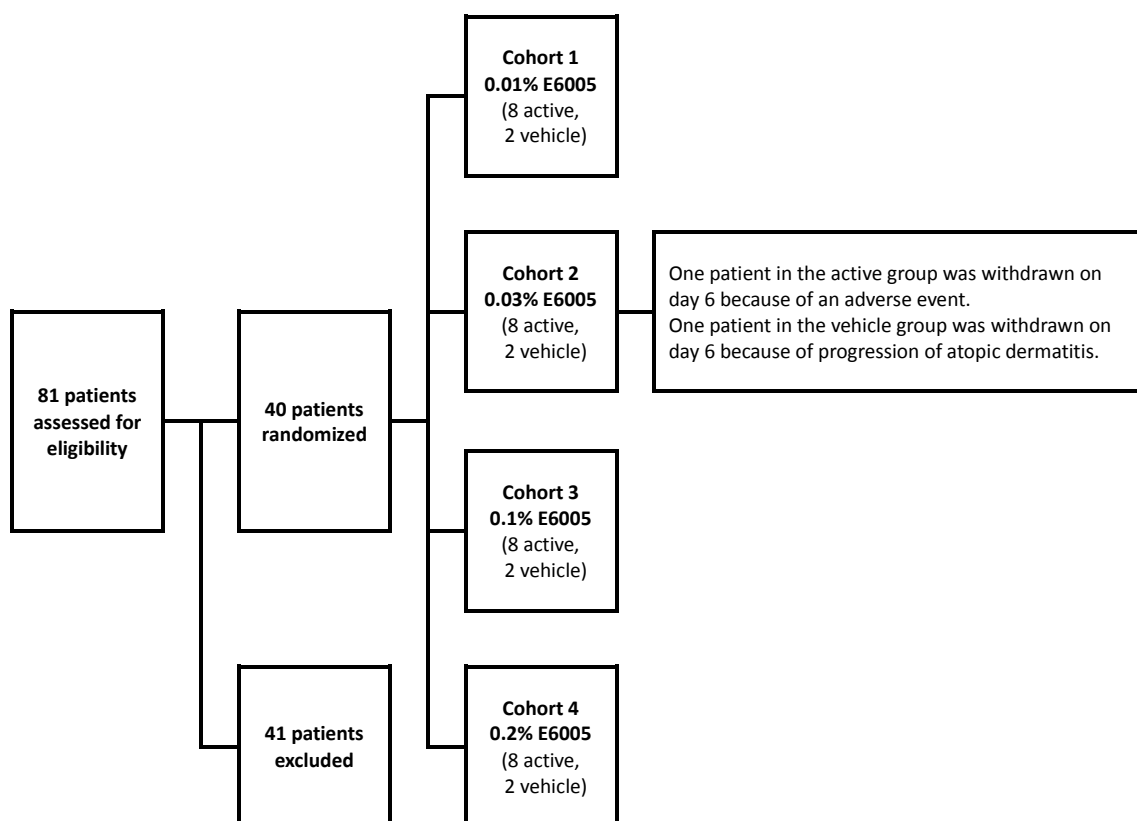 81 patients
assessed for
eligibility
40 patients
randomized
41 patients
excluded
Cohort 1
0.01% E6005
(8 active,
2 vehicle)
Cohort 2
0.03% E6005
(8 active,
2 vehicle)
One patient in the active group was withdrawn on
day 6 because of an adverse event.
One patient in the vehicle group was withdrawn on
day 6 because of progression of atopic dermatitis.
Cohort 3
0.1% E6005
(8 active,
2 vehicle)
Cohort 4
0.2% E6005
(8 active,
2 vehicle)